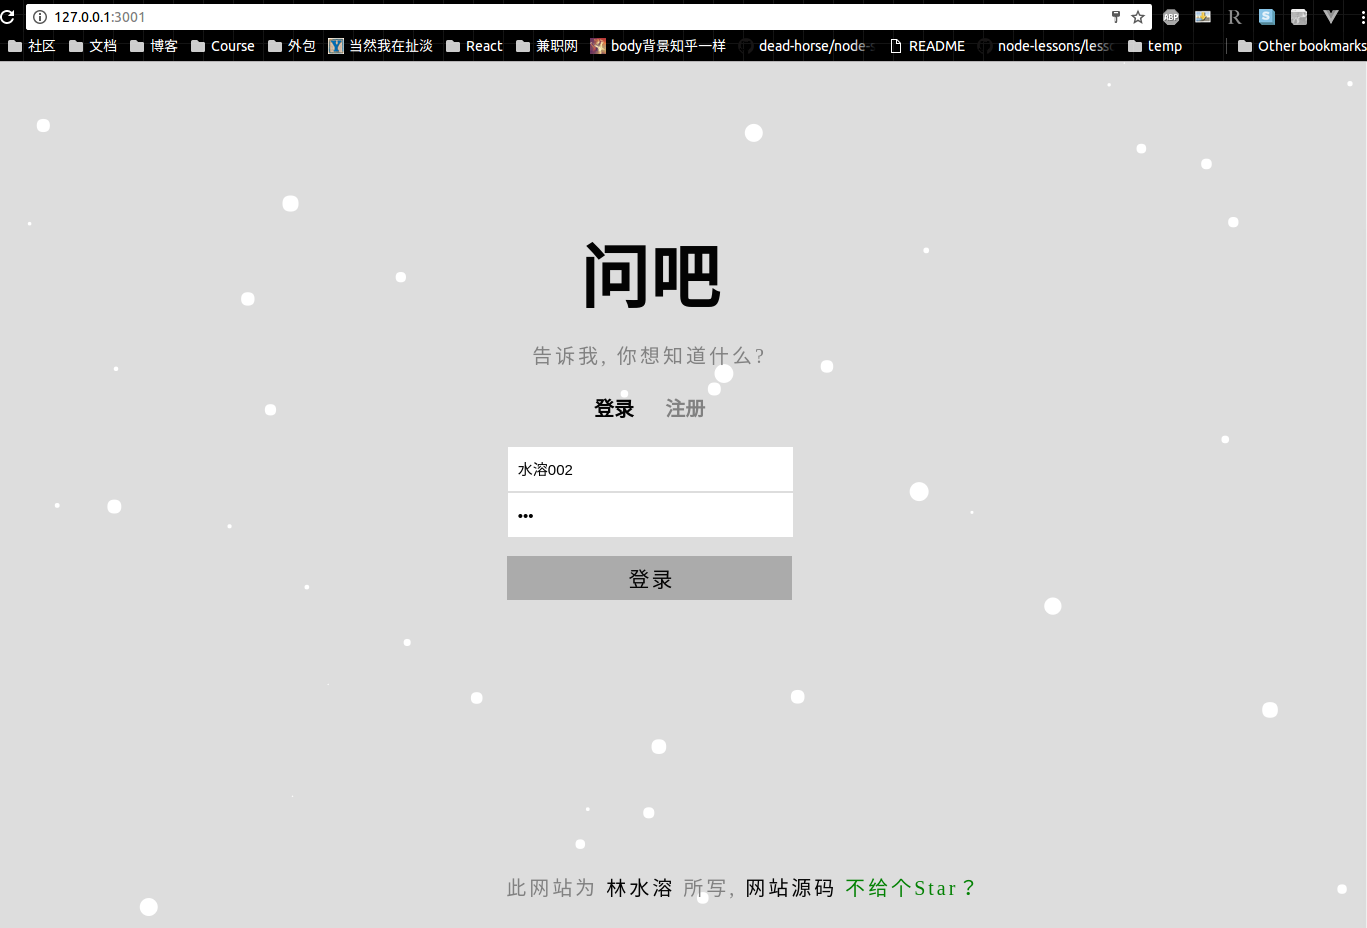 127.0.0.1:3001
社区 文档 博客 Course 外包 当然我在扯淡 React 兼职网 body背景知乎一样 dead-horse/node-s README node-lessons/lesso temp Other bookmarks
问吧
告诉我, 你想知道什么?
登录 注册
水溶002
•••
登录
此网站为 林水溶 所写, 网站源码 不给个Star？